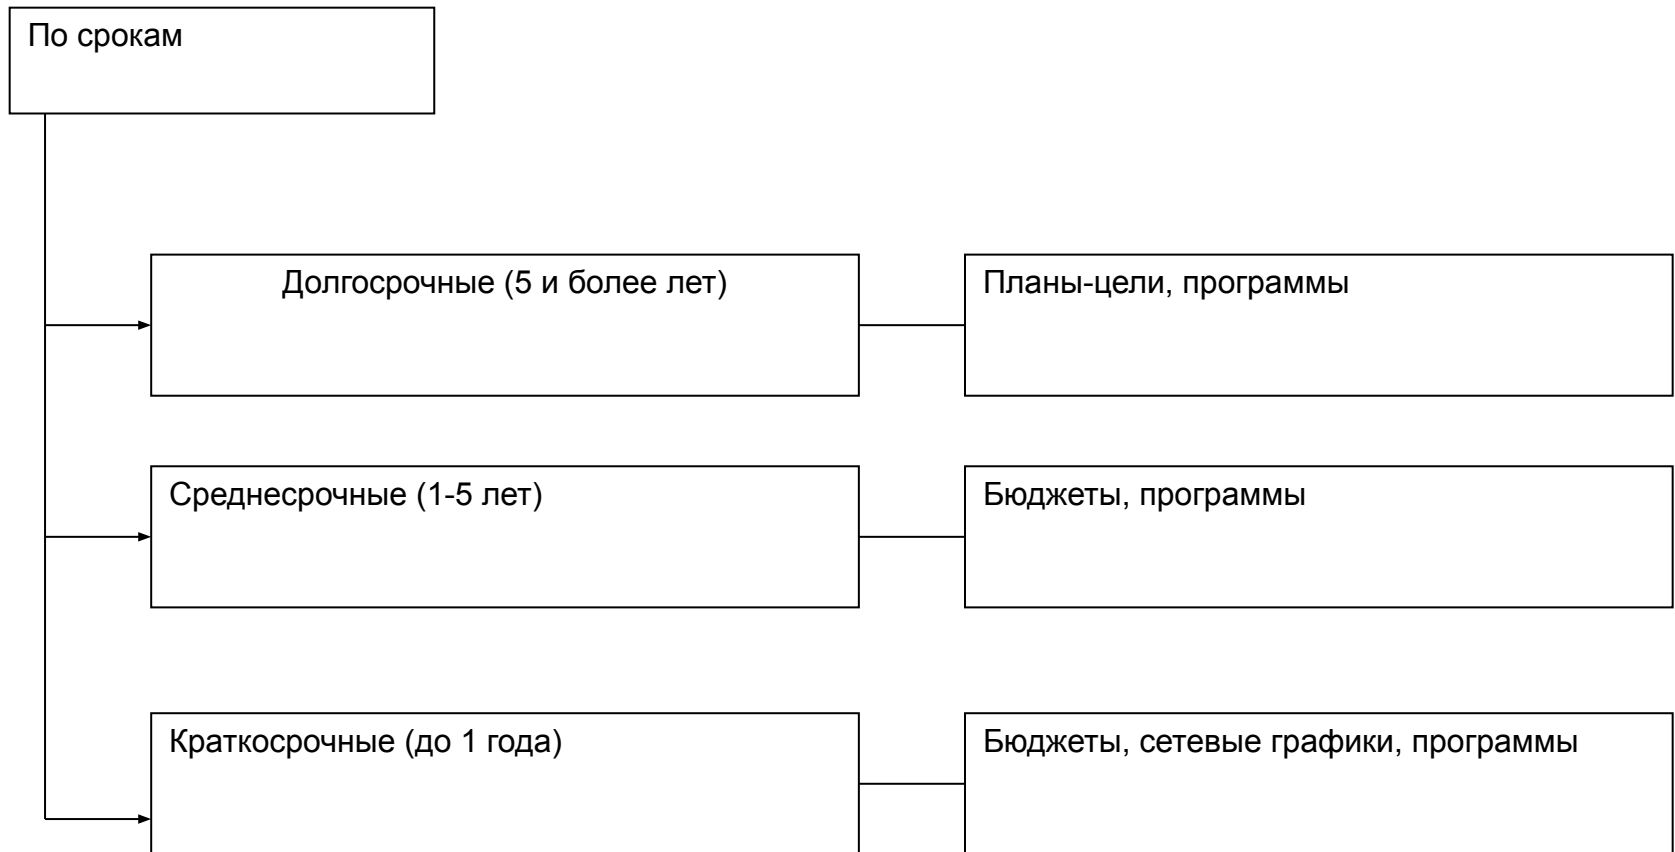 По срокам
Долгосрочные (5 и более лет)
Планы-цели, программы
Среднесрочные (1-5 лет)
Бюджеты, программы
Краткосрочные (до 1 года)
Бюджеты, сетевые графики, программы